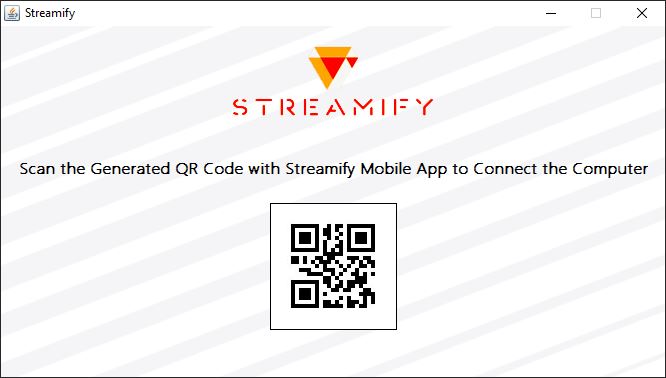 Streamify
STREAMIFY
Scan the Generated QR Code with Streamify Mobile App to Connect the Computer